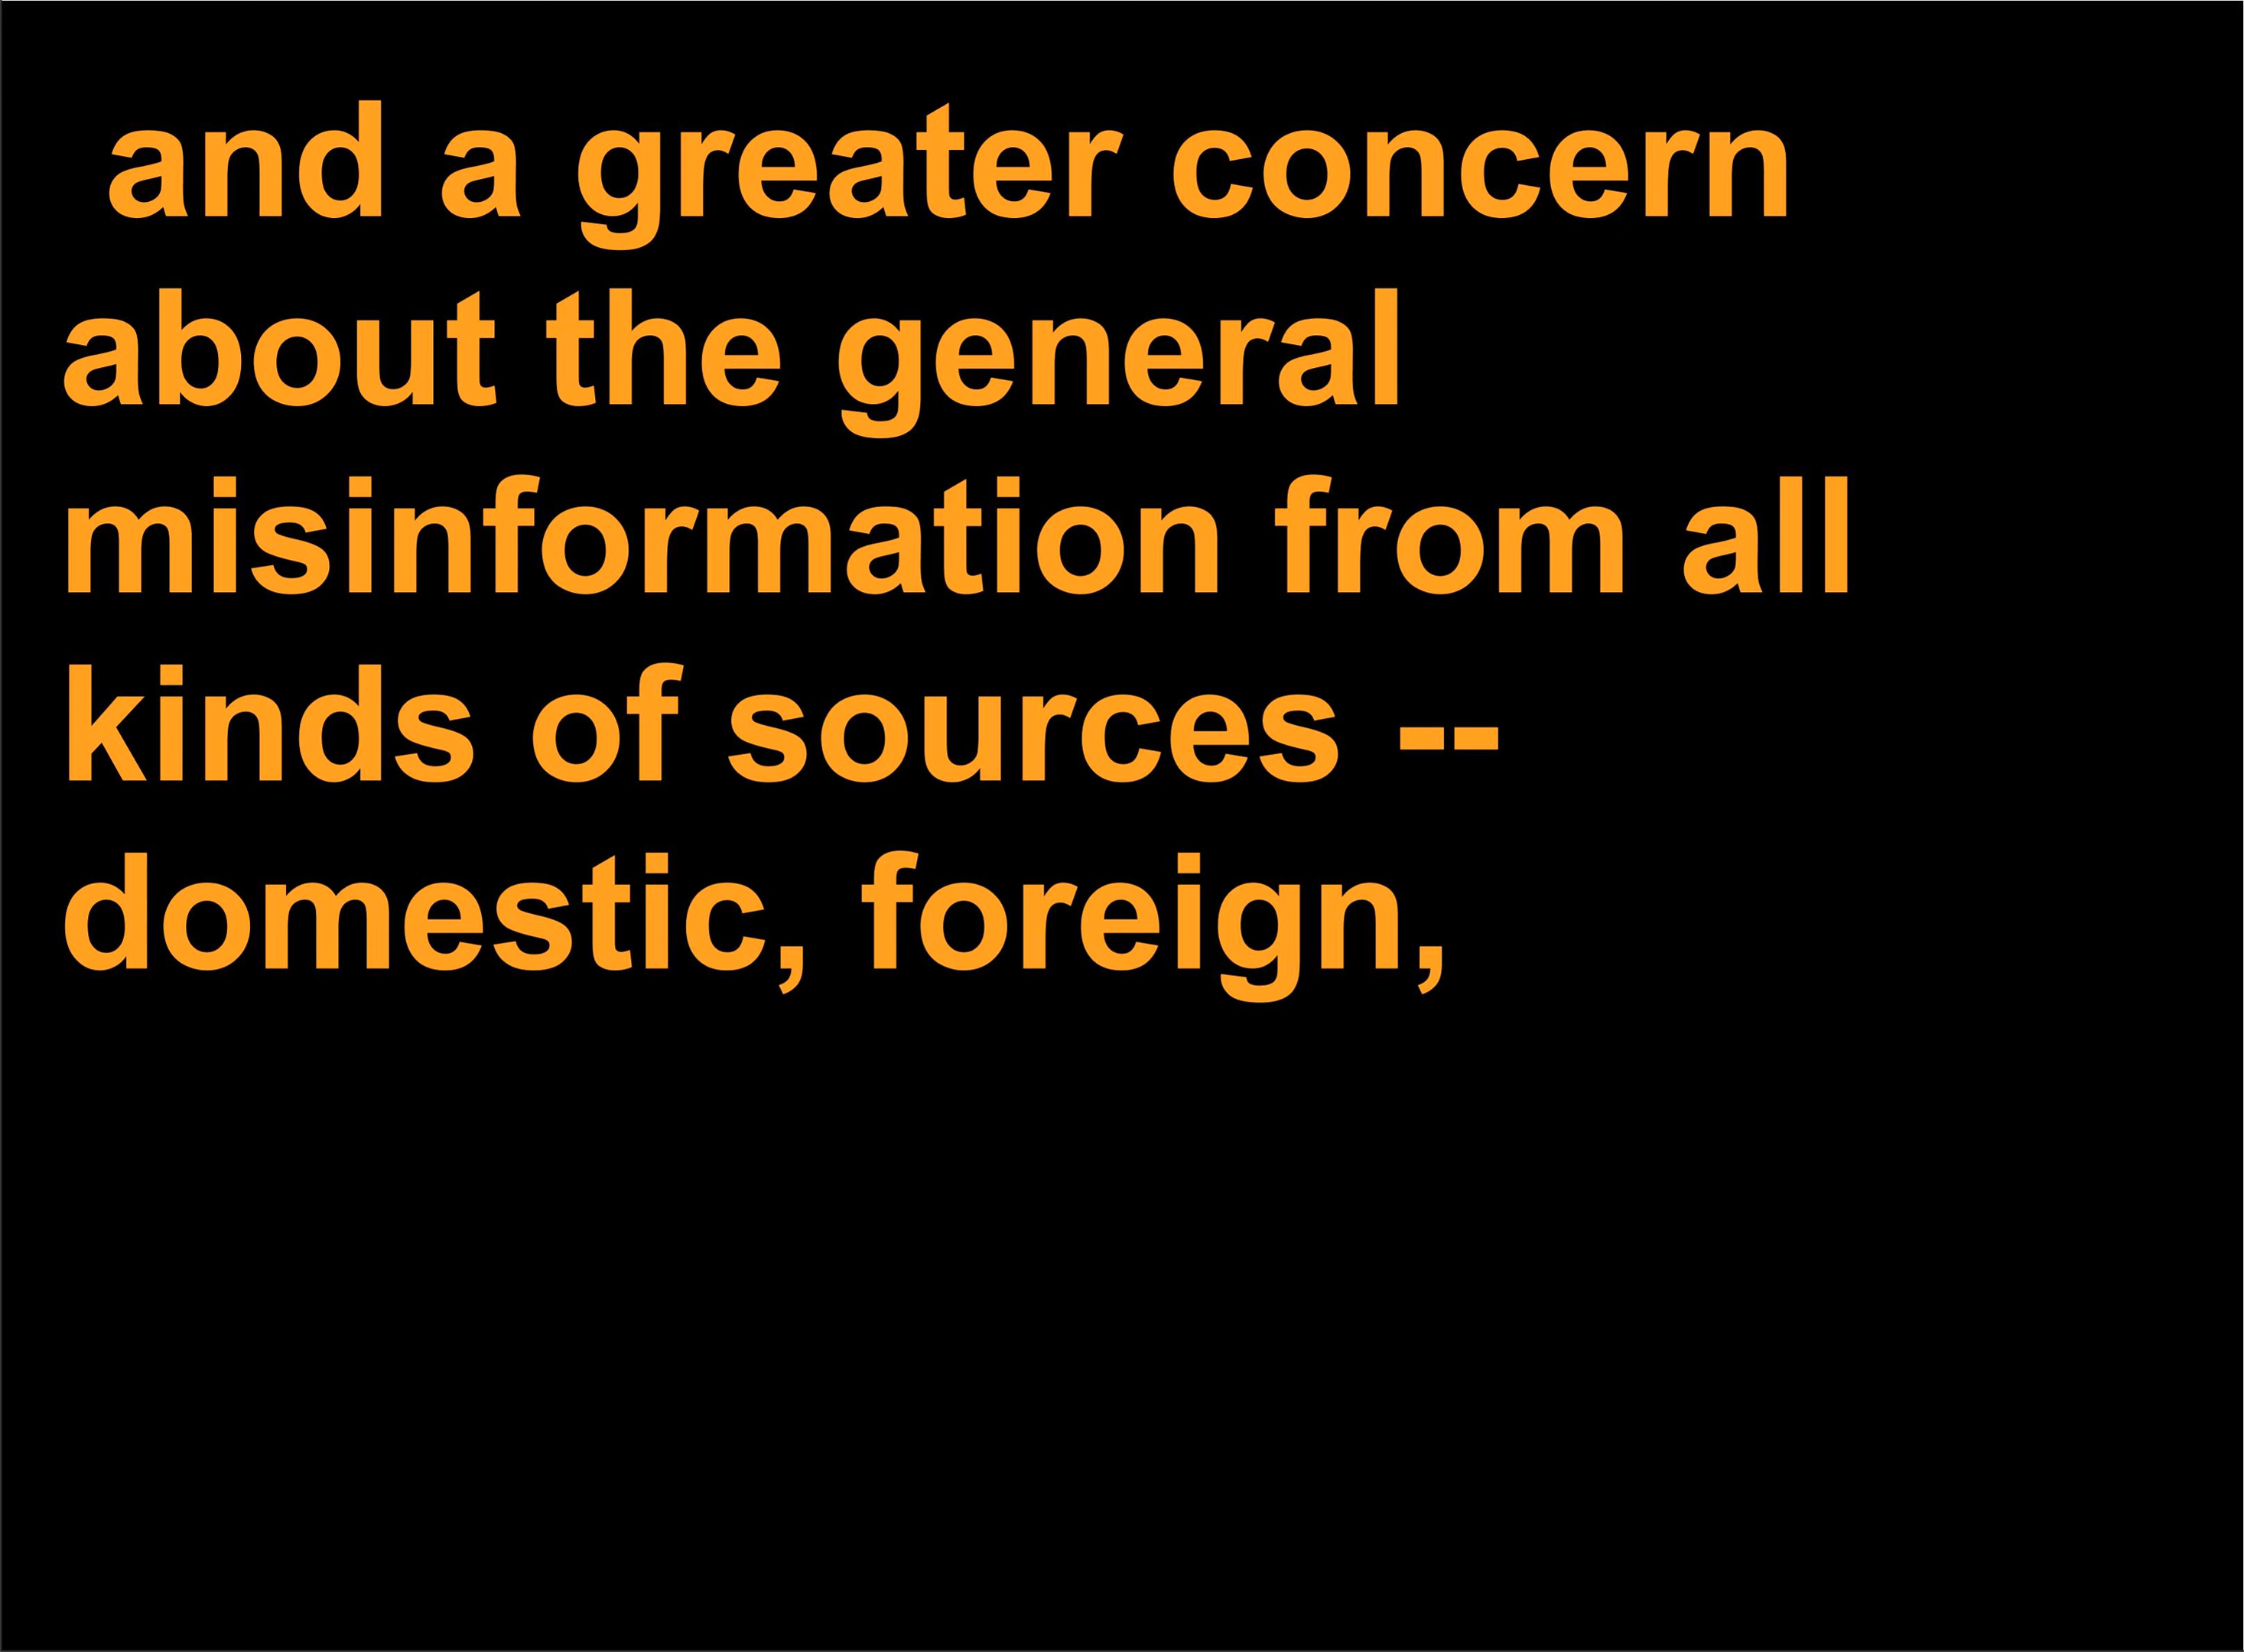 and a greater concern
about the general
misinformation from all
kinds of sources --
domestic, foreign,